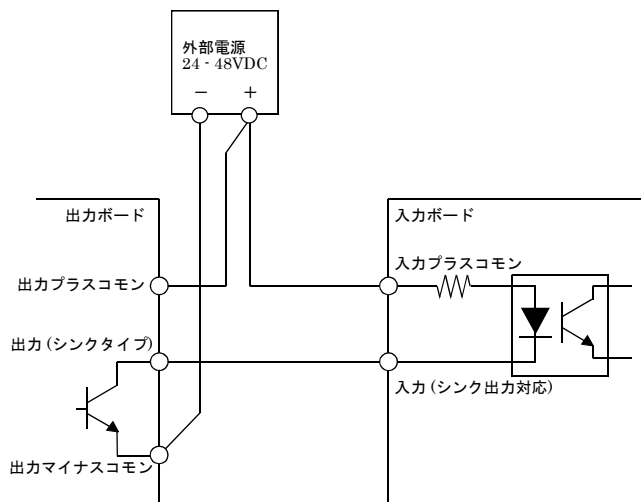 外部電源
24 - 48VDC
− +
出力ボード
入力ボード
出力プラスコモン
入力プラスコモン
出力 (シンクタイプ)
入力 (シンク出力対応)
出力マイナスコモン